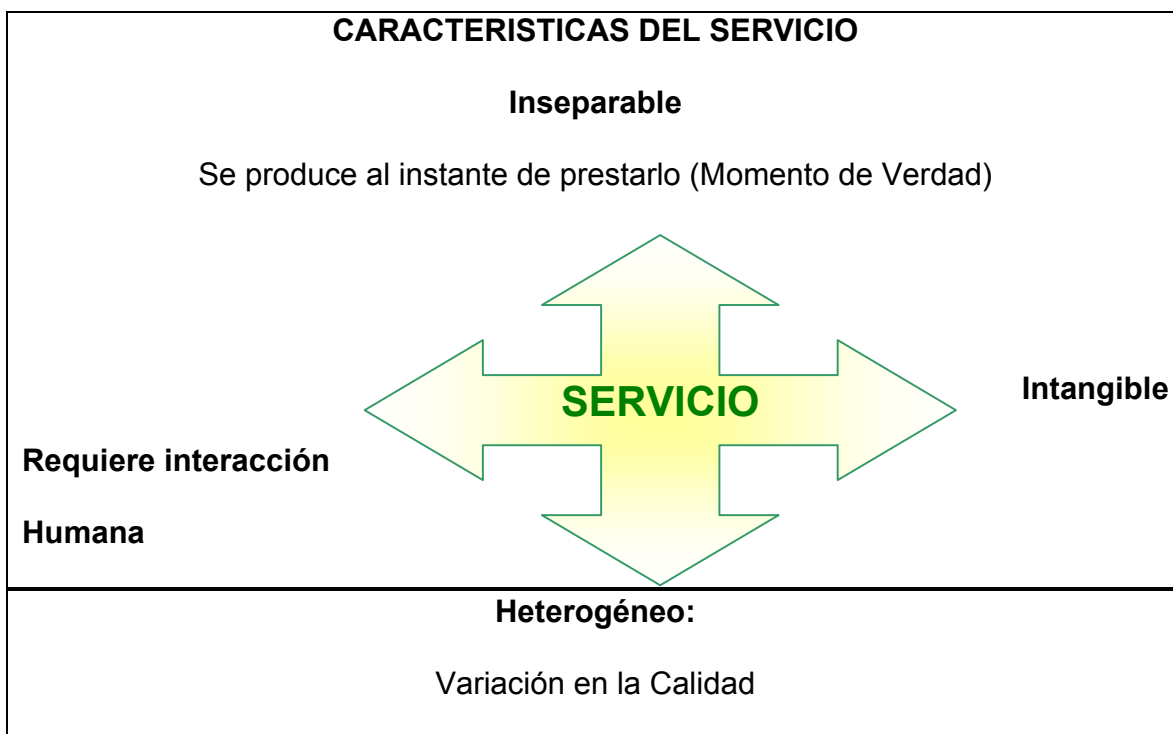 CARACTERISTICAS DEL SERVICIO
Inseparable
Se produce al instante de prestarlo (Momento de Verdad)
SERVICIO
Intangible
Requiere interacción
Humana
Heterogéneo:
Variación en la Calidad